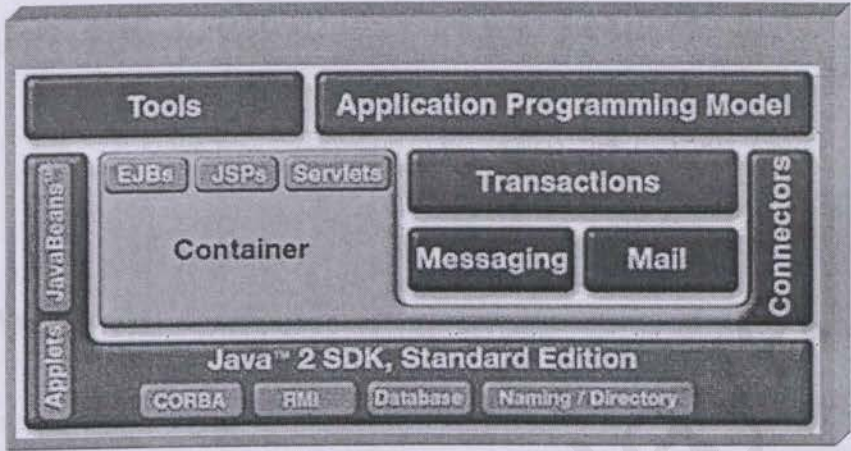 Tools
Application Programming Model
EJBs JSPs Servlets
Transactions
Container
Messaging Mail
Connectors
JavaBeans™
Applets
Java™ 2 SDK, Standard Edition
CORBA RMI Database Naming / Directory